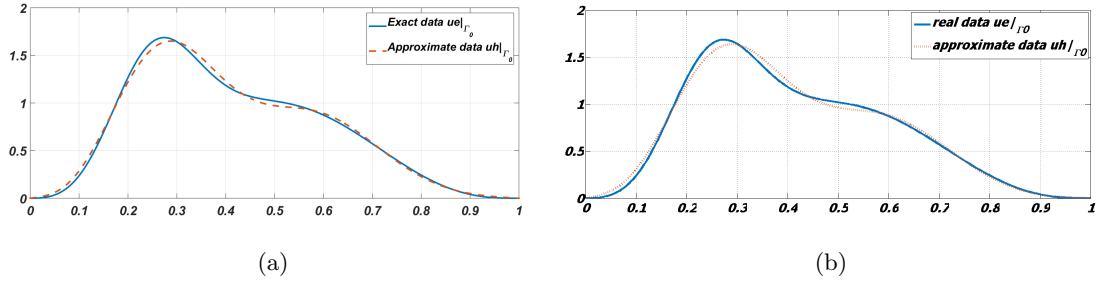 2
1.5
1
0.5
0
0 0.1 0.2 0.3 0.4 0.5 0.6 0.7 0.8 0.9 1
Exact data ue|Γ0
Approximate data uh|Γ0
(a)
2
1.5
1
0.5
0
0 0.1 0.2 0.3 0.4 0.5 0.6 0.7 0.8 0.9 1
real data ue/Γ0
approximate data uh/Γ0
(b)